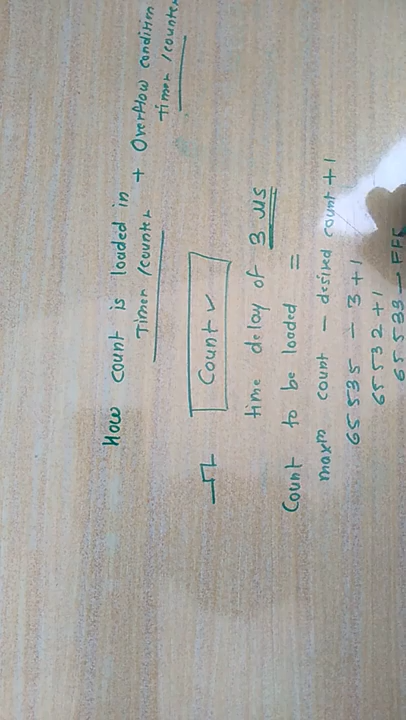 How count is loaded in
Timer /counter + Overflow condition
Timer /counter
Count
time delay of 3 μs
Count to be loaded =
maxm count - desired count + 1
65535 - 3 + 1
65532 + 1
65533 → FFF